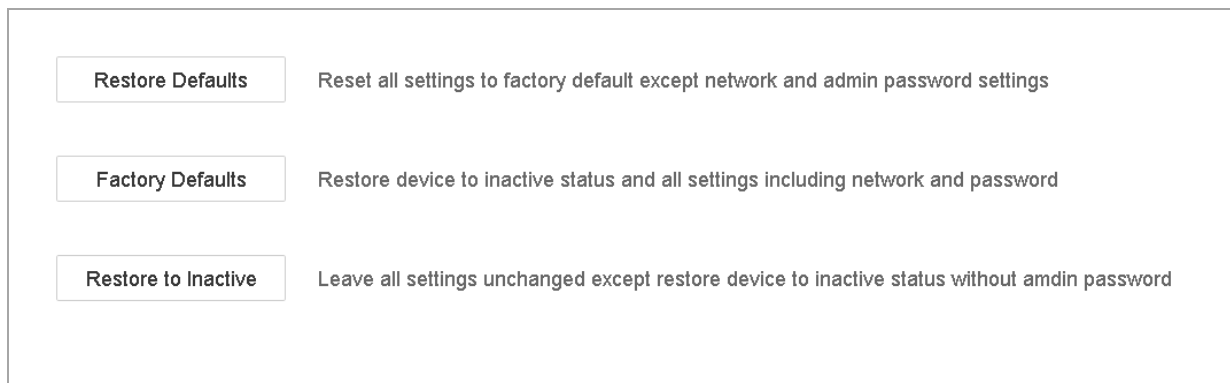 Restore Defaults Reset all settings to factory default except network and admin password settings
Factory Defaults Restore device to inactive status and all settings including network and password
Restore to Inactive Leave all settings unchanged except restore device to inactive status without amdin password